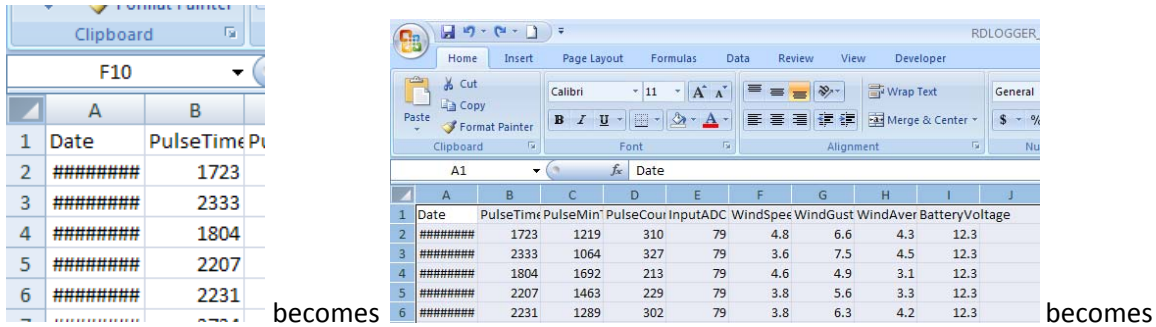 Clipboard
F10
A B
1 Date PulseTime
2 ######## 1723
3 ######## 2333
4 ######## 1804
5 ######## 2207
6 ######## 2231
becomes
RDLOGGER_
Home Insert Page Layout Formulas Data Review View Developer
Cut
Copy
Format Painter
Paste
Calibri 11 A A
B I U A
Wrap Text
Merge & Center
General
$ %
Clipboard Font Alignment Nu
A1 fx Date
A B C D E F G H I J
1 Date PulseTime PulseMinT PulseCour InputADC WindSpee WindGust WindAver BatteryVoltage
2 ######## 1723 1219 310 79 4.8 6.6 4.3 12.3
3 ######## 2333 1064 327 79 3.6 7.5 4.5 12.3
4 ######## 1804 1692 213 79 4.6 4.9 3.1 12.3
5 ######## 2207 1463 229 79 3.8 5.6 3.3 12.3
6 ######## 2231 1289 302 79 3.8 6.3 4.2 12.3
becomes